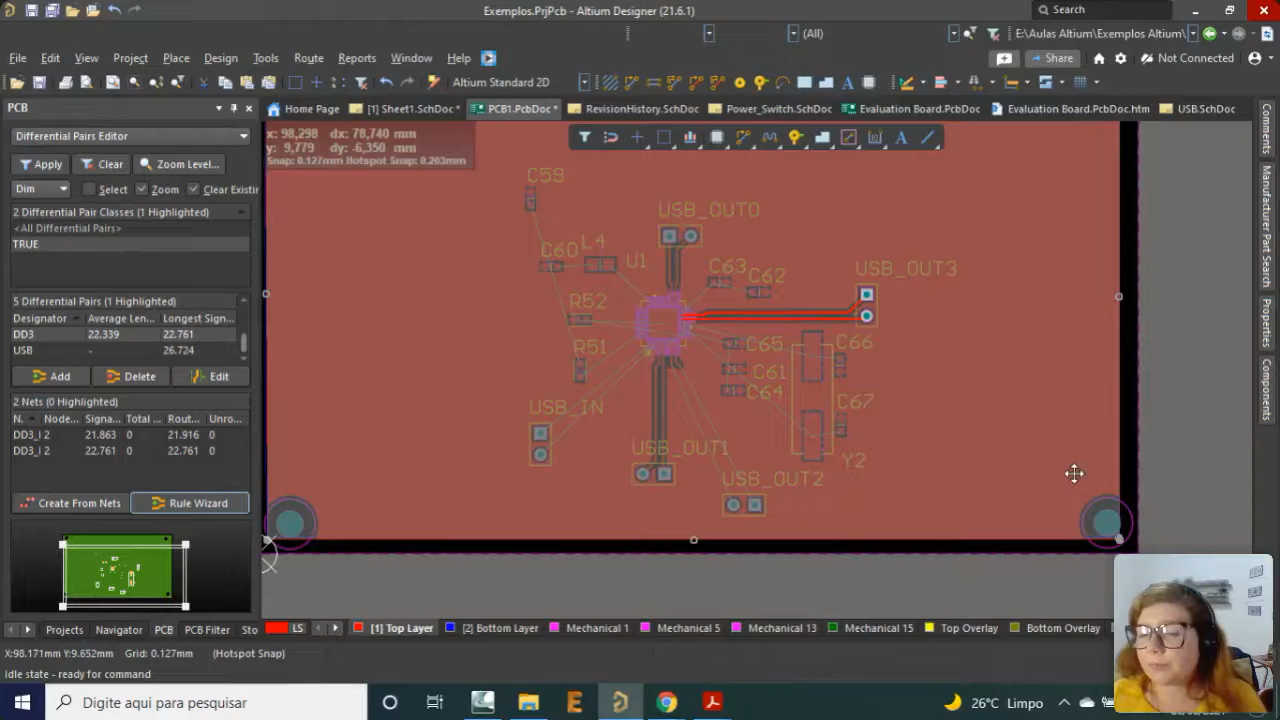 Exemplos.PrjPcb - Altium Designer (21.6.1)
Search
(All)
E:\Aulas Altium\Exemplos Altium\
File Edit View Project Place Design Tools Route Reports Window Help
Share
Not Connected
Altium Standard 2D
PCB
Home Page
[1] Sheet1.SchDoc *
PCB1.PcbDoc *
RevisionHistory.SchDoc
Power_Switch.SchDoc
Evaluation Board.PcbDoc
Evaluation Board.PcbDoc.htm
USB.SchDoc
Differential Pairs Editor
Apply
Clear
Zoom Level...
Dim
Select
Zoom
Clear Existin
2 Differential Pair Classes (1 Highlighted)
<All Differential Pairs>
TRUE
5 Differential Pairs (1 Highlighted)
Designator
Average Len...
Longest Sign...
DD3 22.339 22.761
USB - 26.724
Add
Delete
Edit
2 Nets (0 Highlighted)
N. Node... Signa... Total ... Rout... Unro...
DD3_I 2 21.863 0 21.916 0
DD3_I 2 22.761 0 22.761 0
Create From Nets
Rule Wizard
x: 98,298 dx: 78,740 mm
y: 9,779 dy: -6,350 mm
Snap: 0.127mm Hotspot Snap: 0.203mm
C59
USB_OUT0
C60
L4
U1
C63
C62
USB_OUT3
R52
R51
C65
C66
C61
C64
USB_IN
C67
USB_OUT1
Y2
USB_OUT2
Comments
Manufacturer Part Search
Properties
Components
Projects
Navigator
PCB
PCB Filter
Sto
LS
[1] Top Layer
[2] Bottom Layer
Mechanical 1
Mechanical 5
Mechanical 13
Mechanical 15
Top Overlay
Bottom Overlay
X:98.171mm Y:9.652mm Grid: 0.127mm
(Hotspot Snap)
Idle state - ready for command
Digite aqui para pesquisar
26°C Limpo